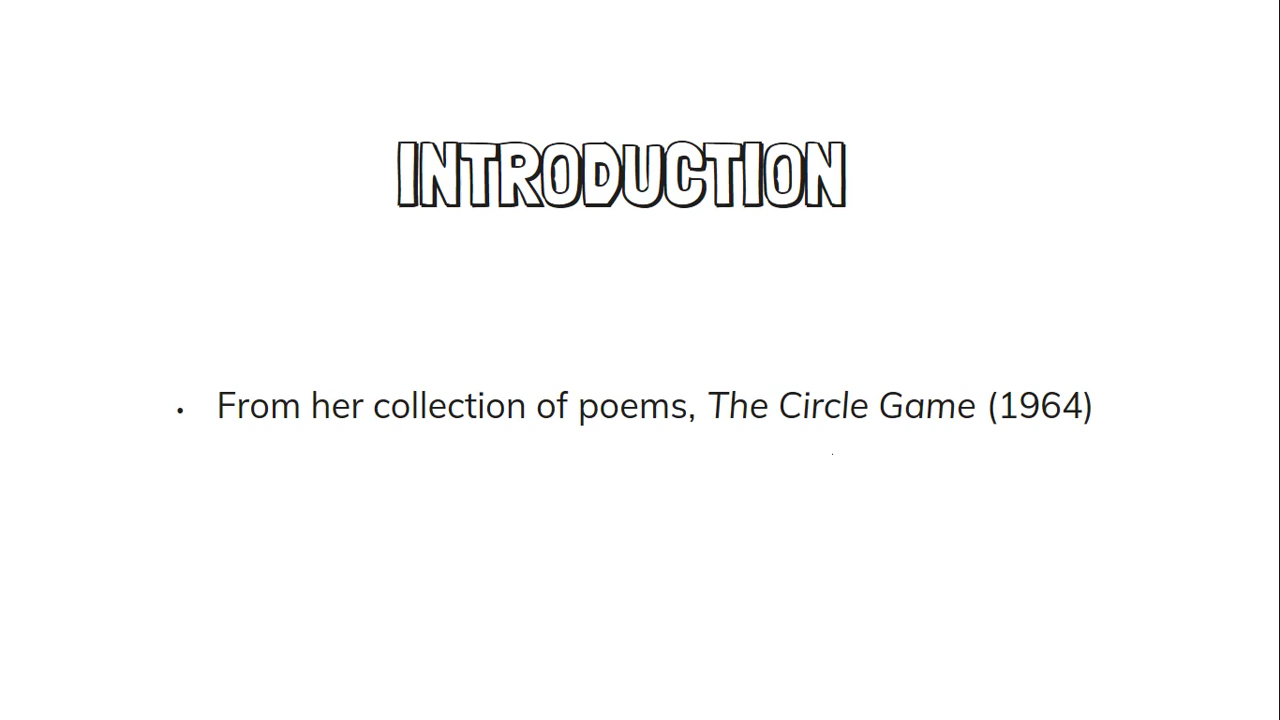 INTRODUCTION
• From her collection of poems, The Circle Game (1964)